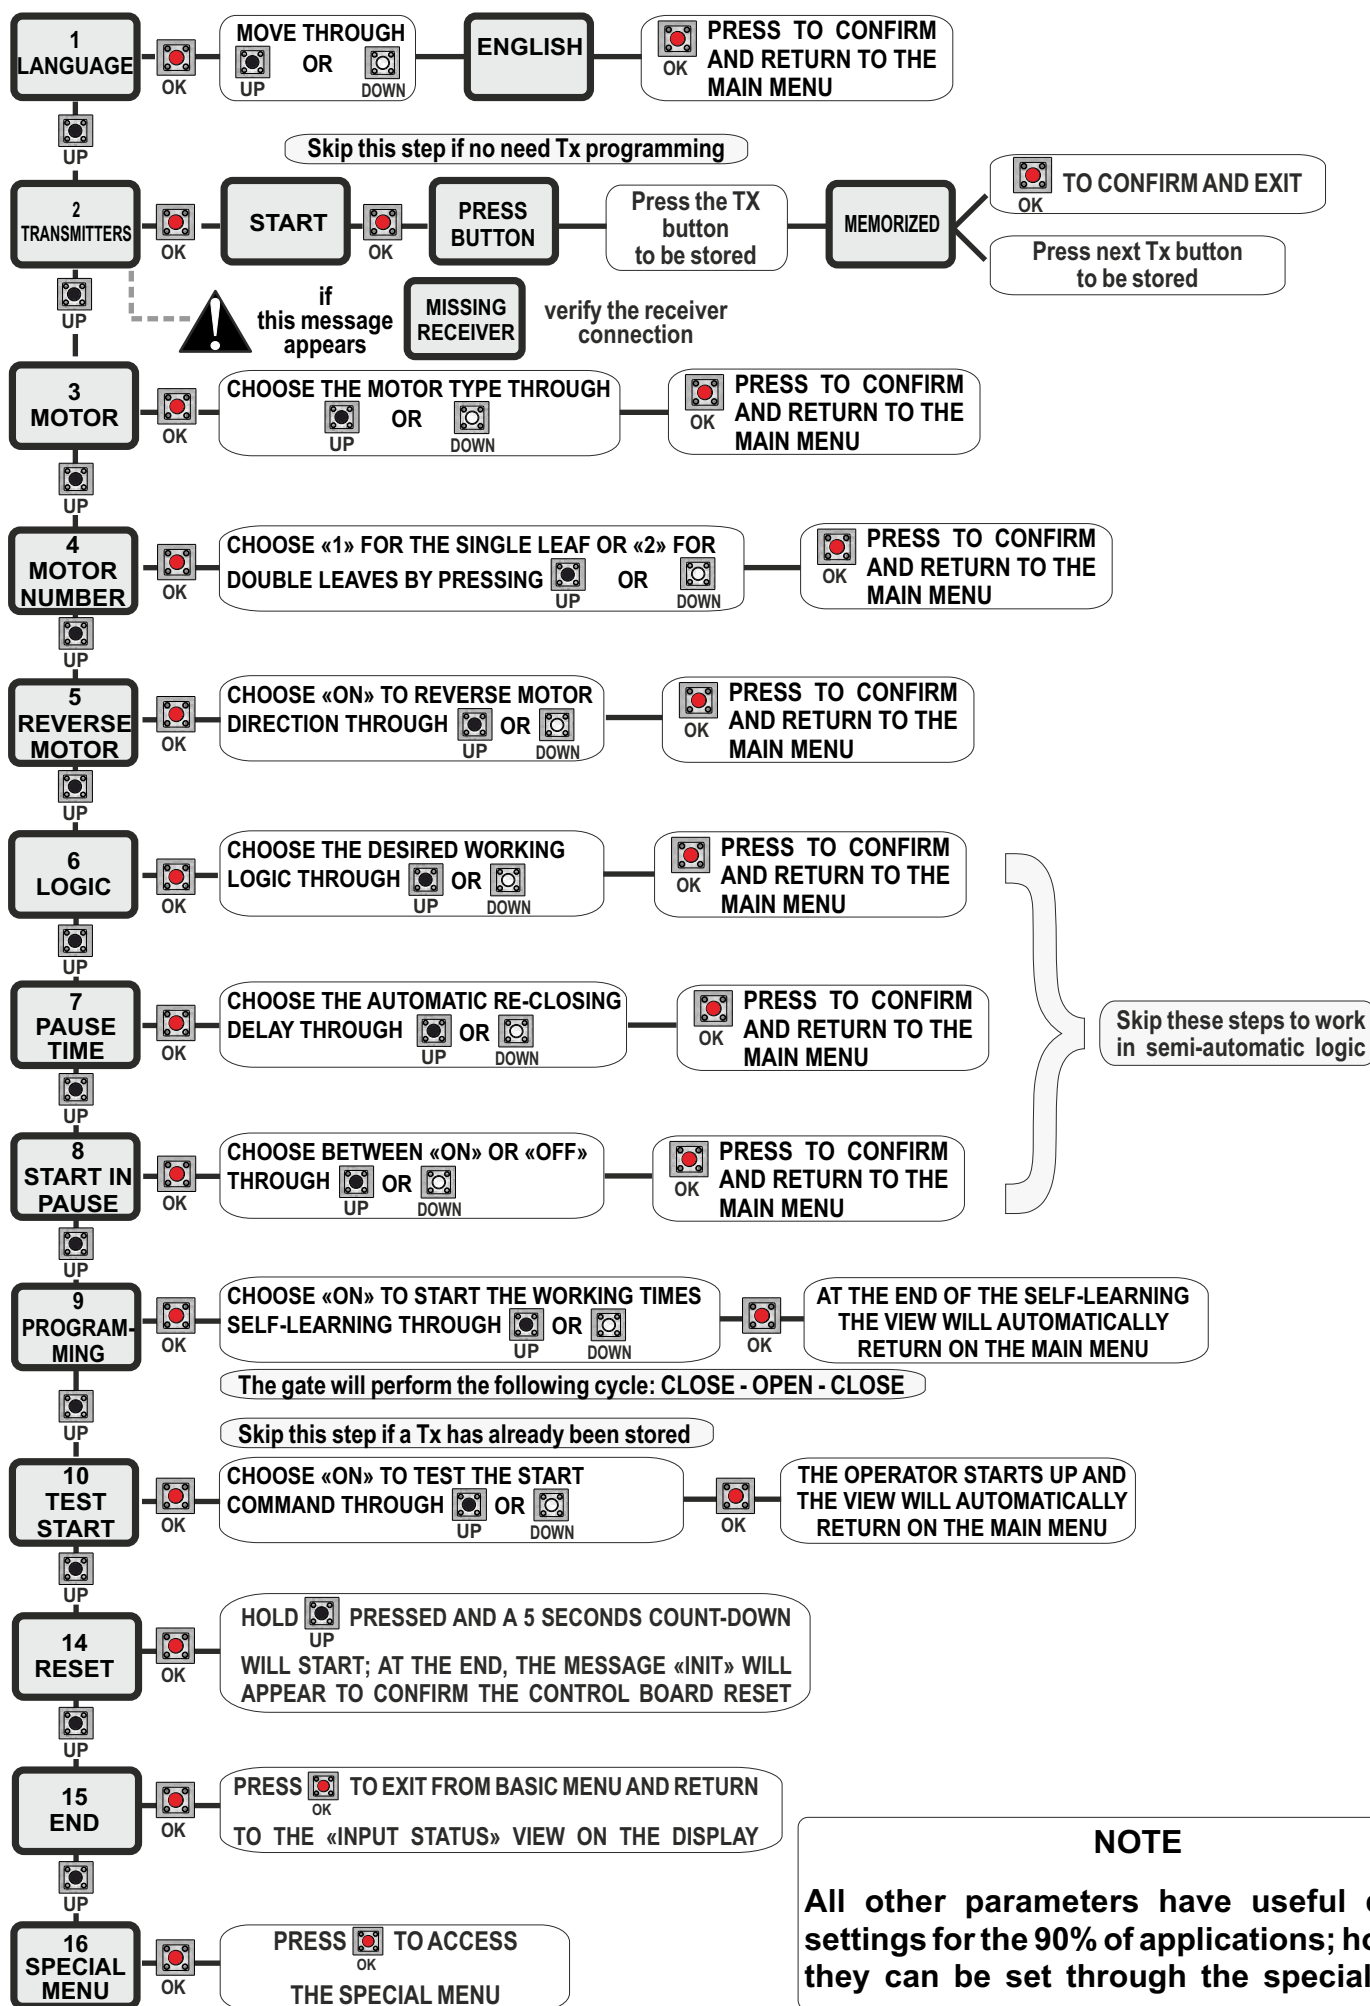 1
LANGUAGE
OK
MOVE THROUGH
OR
UP
DOWN
ENGLISH
OK
PRESS TO CONFIRM
AND RETURN TO THE
MAIN MENU
UP
Skip this step if no need Tx programming
2
TRANSMITTERS
OK
START
OK
PRESS
BUTTON
Press the TX
button
to be stored
MEMORIZED
OK
TO CONFIRM AND EXIT
Press next Tx button
to be stored
UP
if
this message
appears
MISSING
RECEIVER
verify the receiver
connection
3
MOTOR
OK
CHOOSE THE MOTOR TYPE THROUGH
OR
UP
DOWN
OK
PRESS TO CONFIRM
AND RETURN TO THE
MAIN MENU
UP
4
MOTOR
NUMBER
OK
CHOOSE «1» FOR THE SINGLE LEAF OR «2» FOR
DOUBLE LEAVES BY PRESSING OR
UP
DOWN
OK
PRESS TO CONFIRM
AND RETURN TO THE
MAIN MENU
UP
5
REVERSE
MOTOR
OK
CHOOSE «ON» TO REVERSE MOTOR
DIRECTION THROUGH OR
UP
DOWN
OK
PRESS TO CONFIRM
AND RETURN TO THE
MAIN MENU
UP
6
LOGIC
OK
CHOOSE THE DESIRED WORKING
LOGIC THROUGH OR
UP
DOWN
OK
PRESS TO CONFIRM
AND RETURN TO THE
MAIN MENU
UP
7
PAUSE
TIME
OK
CHOOSE THE AUTOMATIC RE-CLOSING
DELAY THROUGH OR
UP
DOWN
OK
PRESS TO CONFIRM
AND RETURN TO THE
MAIN MENU
Skip these steps to work
in semi-automatic logic
UP
8
START IN
PAUSE
OK
CHOOSE BETWEEN «ON» OR «OFF»
THROUGH OR
UP
DOWN
OK
PRESS TO CONFIRM
AND RETURN TO THE
MAIN MENU
UP
9
PROGRAM-
MING
OK
CHOOSE «ON» TO START THE WORKING TIMES
SELF-LEARNING THROUGH OR
UP
DOWN
OK
AT THE END OF THE SELF-LEARNING
THE VIEW WILL AUTOMATICALLY
RETURN ON THE MAIN MENU
The gate will perform the following cycle: CLOSE - OPEN - CLOSE
UP
Skip this step if a Tx has already been stored
10
TEST
START
OK
CHOOSE «ON» TO TEST THE START
COMMAND THROUGH OR
UP
DOWN
OK
THE OPERATOR STARTS UP AND
THE VIEW WILL AUTOMATICALLY
RETURN ON THE MAIN MENU
UP
14
RESET
OK
HOLD PRESSED AND A 5 SECONDS COUNT-DOWN
UP
WILL START; AT THE END, THE MESSAGE «INIT» WILL
APPEAR TO CONFIRM THE CONTROL BOARD RESET
UP
15
END
OK
PRESS TO EXIT FROM BASIC MENU AND RETURN
OK
TO THE «INPUT STATUS» VIEW ON THE DISPLAY
UP
16
SPECIAL
MENU
OK
PRESS TO ACCESS
OK
THE SPECIAL MENU
NOTE
All other parameters have useful
settings for the 90% of applications;
they can be set through the special